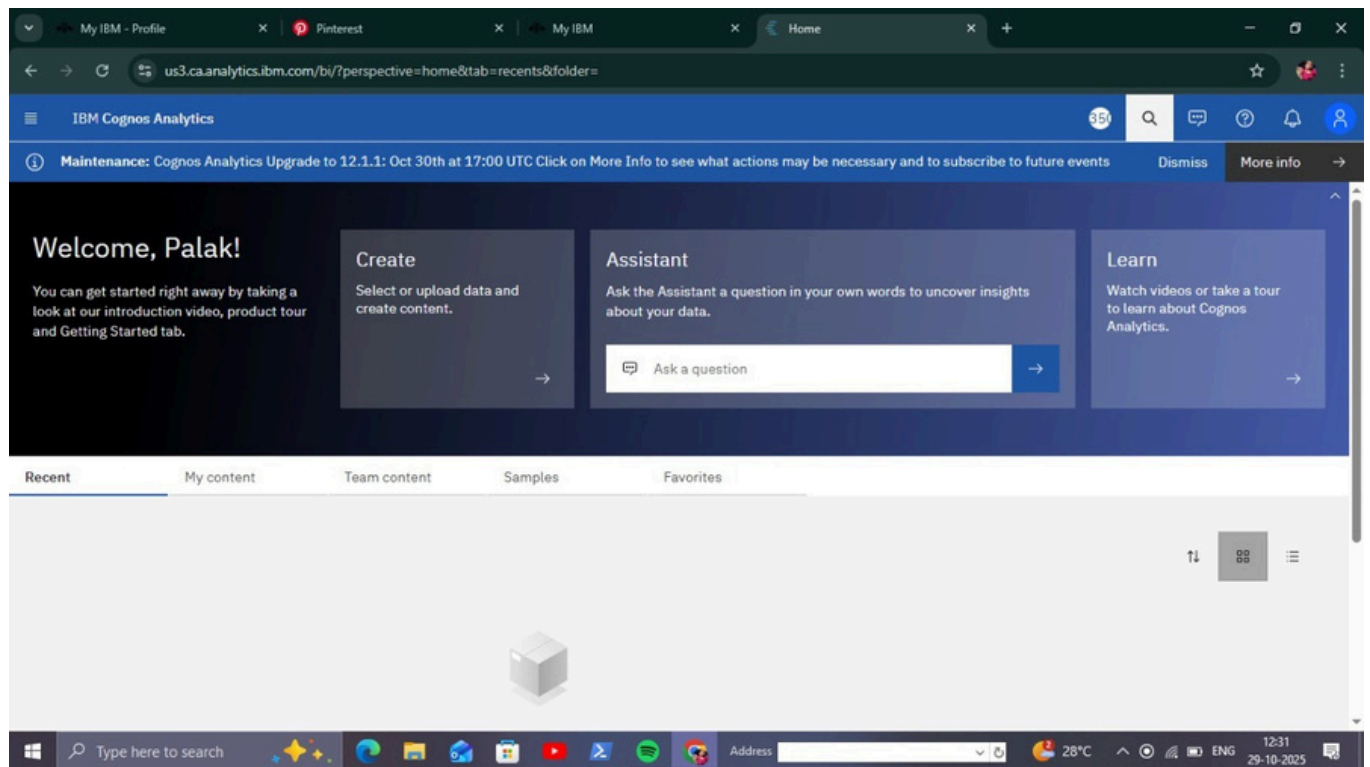 My IBM - Profile
Pinterest
My IBM
Home
us3.ca.analytics.ibm.com/bi/?perspective=home&tab=recents&folder=
IBM Cognos Analytics
350
Maintenance: Cognos Analytics Upgrade to 12.1.1: Oct 30th at 17:00 UTC Click on More Info to see what actions may be necessary and to subscribe to future events
Dismiss
More info
Welcome, Palak!
You can get started right away by taking a
look at our introduction video, product tour
and Getting Started tab.
Create
Select or upload data and
create content.
Assistant
Ask the Assistant a question in your own words to uncover insights
about your data.
Ask a question
Learn
Watch videos or take a tour
to learn about Cognos
Analytics.
Recent
My content
Team content
Samples
Favorites
Type here to search
Address
28°C
ENG
12:31
29-10-2025